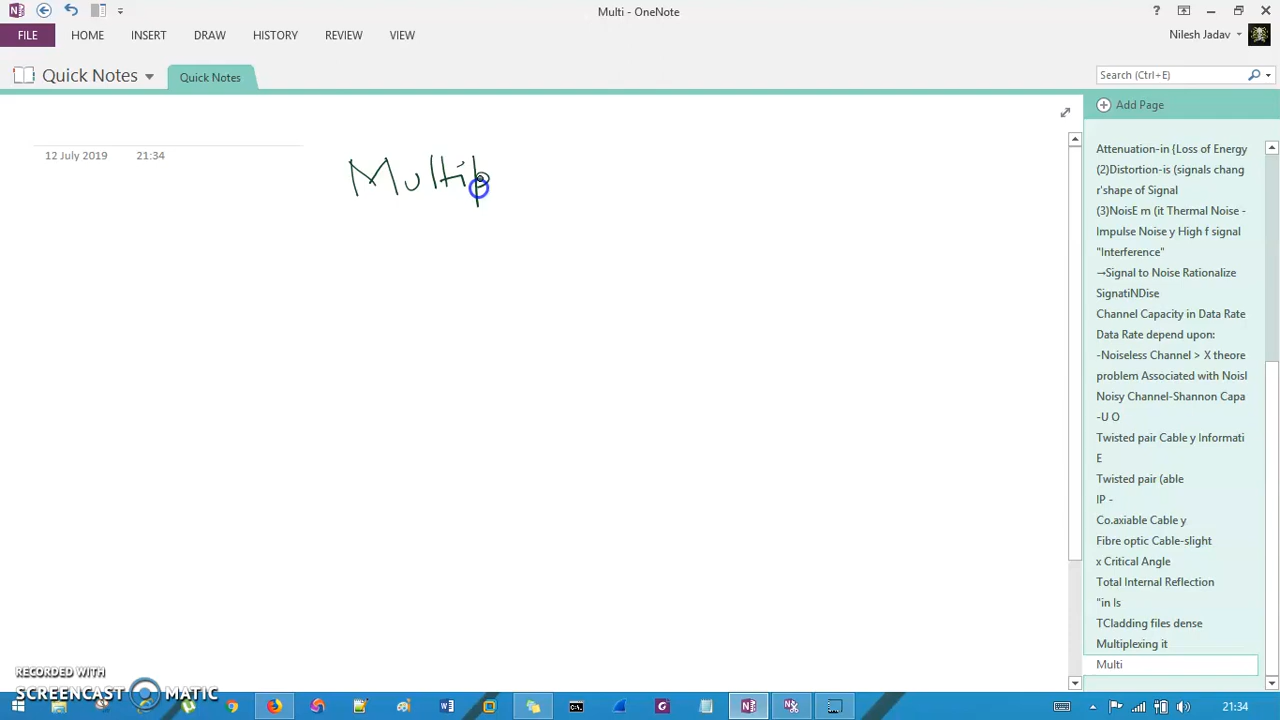 Multi - OneNote
?
FILE HOME INSERT DRAW HISTORY REVIEW VIEW
Nilesh Jadav
Quick Notes
Quick Notes
Search (Ctrl+E)
Add Page
12 July 2019 21:34
Multip
Attenuation-in {Loss of Energy
(2)Distortion-is (signals chang
r'shape of Signal
(3)NoisE m (it Thermal Noise -
Impulse Noise y High f signal
"Interference"
→Signal to Noise Rationalize
SignatiNDise
Channel Capacity in Data Rate
Data Rate depend upon:
-Noiseless Channel > X theore
problem Associated with Noisl
Noisy Channel-Shannon Capa
-U O
Twisted pair Cable y Informati
E
Twisted pair (able
IP -
Co.axiable Cable y
Fibre optic Cable-slight
x Critical Angle
Total Internal Reflection
"in ls
TCladding files dense
Multiplexing it
Multi
RECORDED WITH
SCREENCAST MATIC
21:34